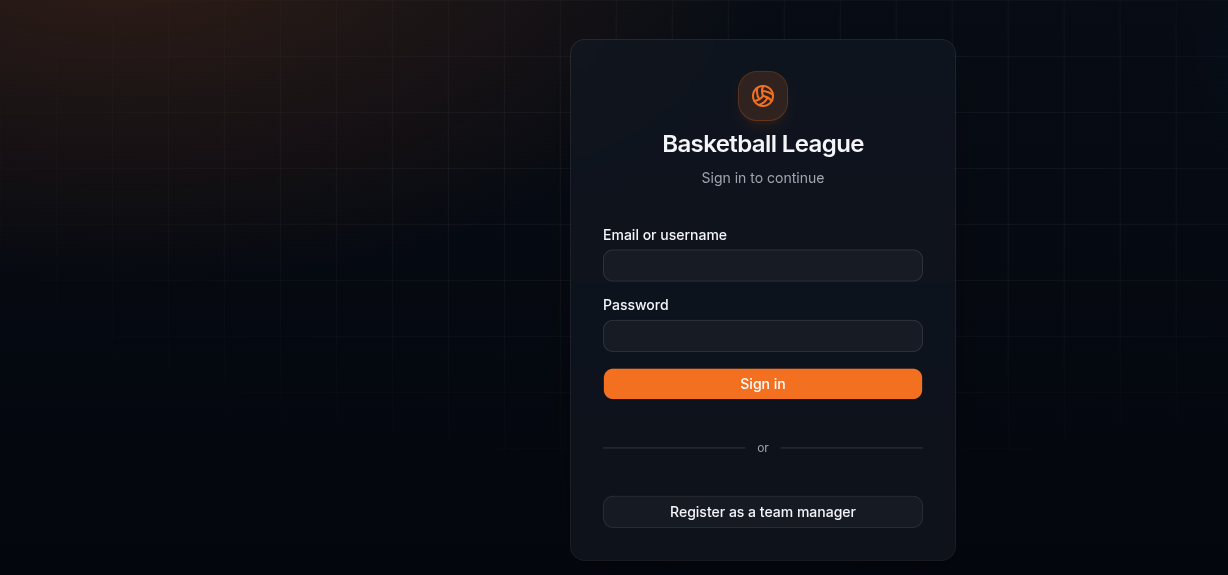 Basketball League
Sign in to continue
Email or username
Password
Sign in
or
Register as a team manager